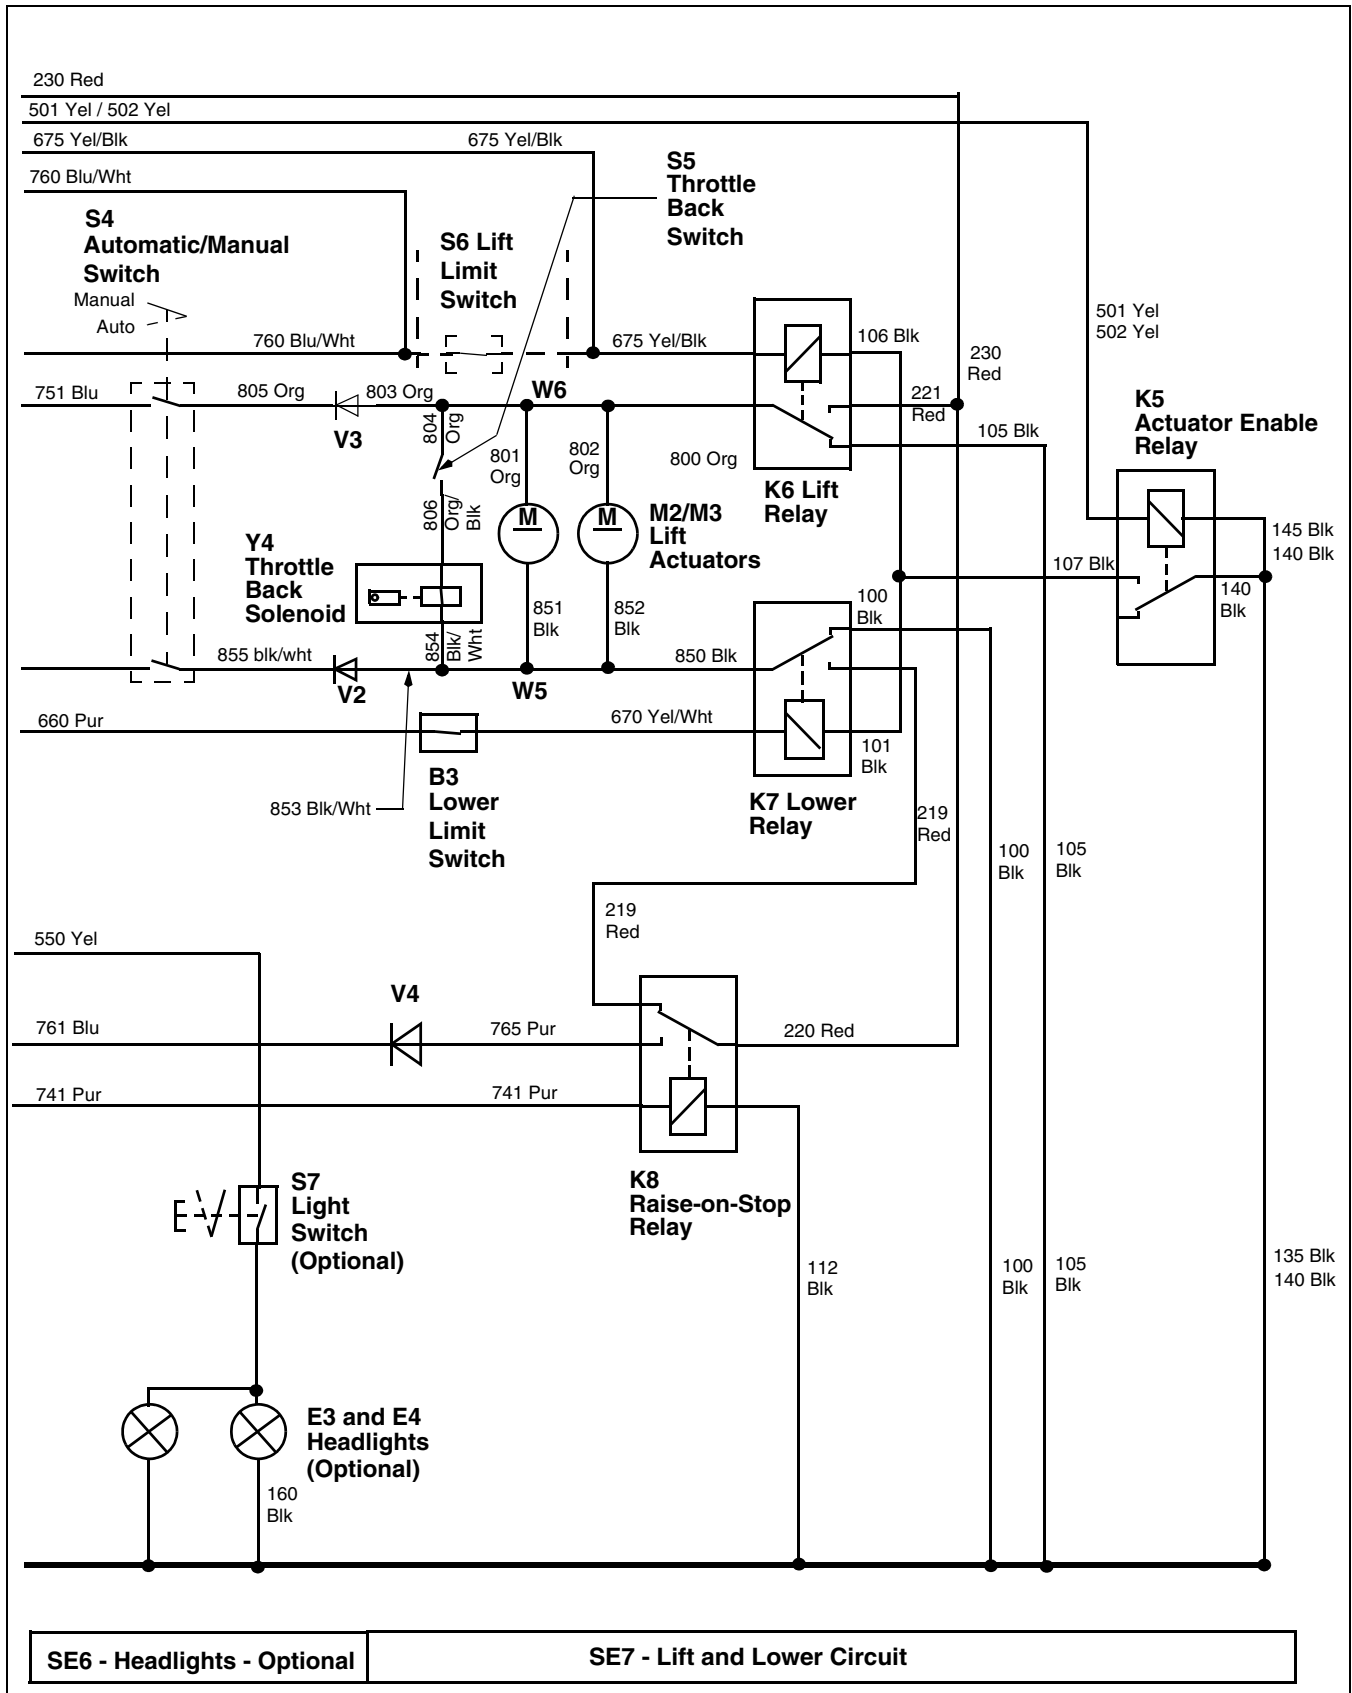 230 Red
501 Yel / 502 Yel
675 Yel/Blk
675 Yel/Blk
760 Blu/Wht
S5
Throttle
Back
Switch
S4
Automatic/Manual
Switch
Manual
Auto
S6 Lift
Limit
Switch
501 Yel
502 Yel
760 Blu/Wht
675 Yel/Blk
106 Blk
230
Red
751 Blu
805 Org
803 Org
W6
221
Red
K5
Actuator Enable
Relay
V3
804
Org
801
Org
802
Org
800 Org
105 Blk
K6 Lift
Relay
806
Org/
Blk
M
M
M2/M3
Lift
Actuators
145 Blk
140 Blk
Y4
Throttle
Back
Solenoid
107 Blk
140
Blk
851
Blk
852
Blk
100
Blk
854
Blk/
Wht
855 blk/wht
850 Blk
V2
W5
660 Pur
670 Yel/Wht
101
Blk
B3
Lower
Limit
Switch
853 Blk/Wht
K7 Lower
Relay
219
Red
100
Blk
105
Blk
219
Red
550 Yel
V4
761 Blu
765 Pur
220 Red
741 Pur
741 Pur
S7
Light
Switch
(Optional)
K8
Raise-on-Stop
Relay
112
Blk
100
Blk
105
Blk
135 Blk
140 Blk
E3 and E4
Headlights
(Optional)
160
Blk
SE6 - Headlights - Optional
SE7 - Lift and Lower Circuit